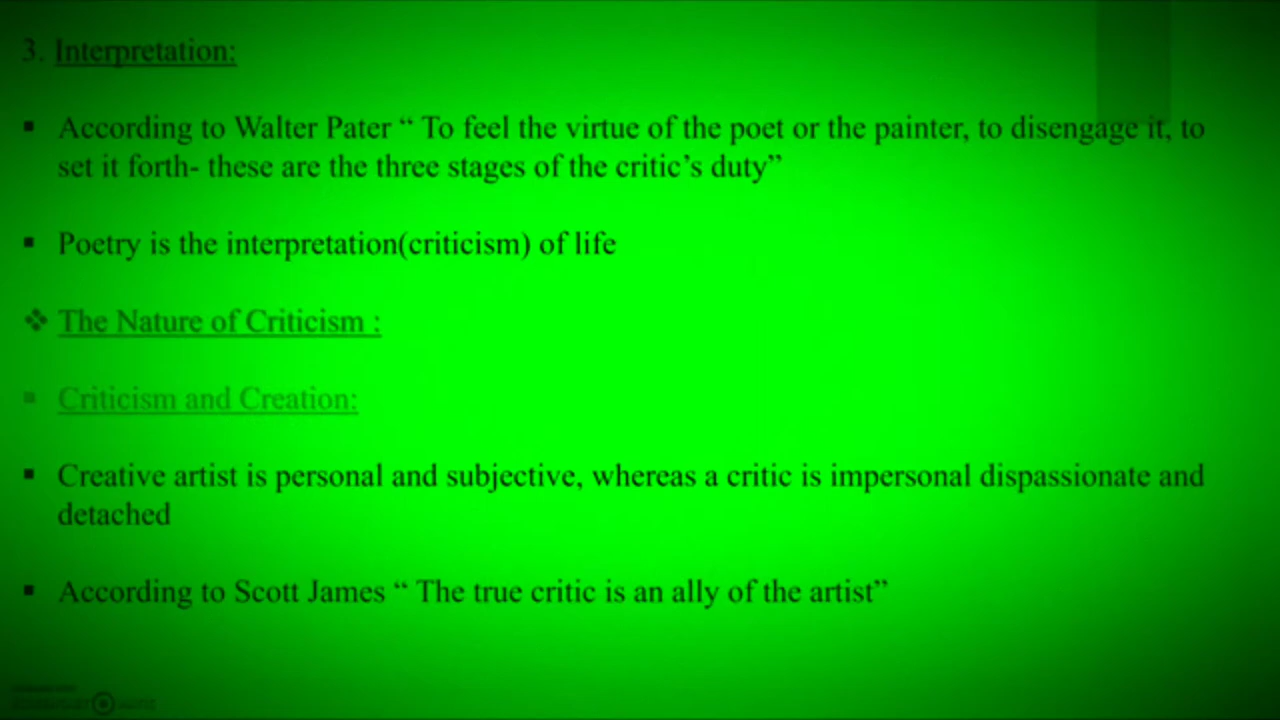 3. Interpretation:
▪ According to Walter Pater “ To feel the virtue of the poet or the painter, to disengage it, to
set it forth- these are the three stages of the critic’s duty”
▪ Poetry is the interpretation(criticism) of life
❖ The Nature of Criticism :
▪ Criticism and Creation:
▪ Creative artist is personal and subjective, whereas a critic is impersonal dispassionate and
detached
▪ According to Scott James “ The true critic is an ally of the artist”